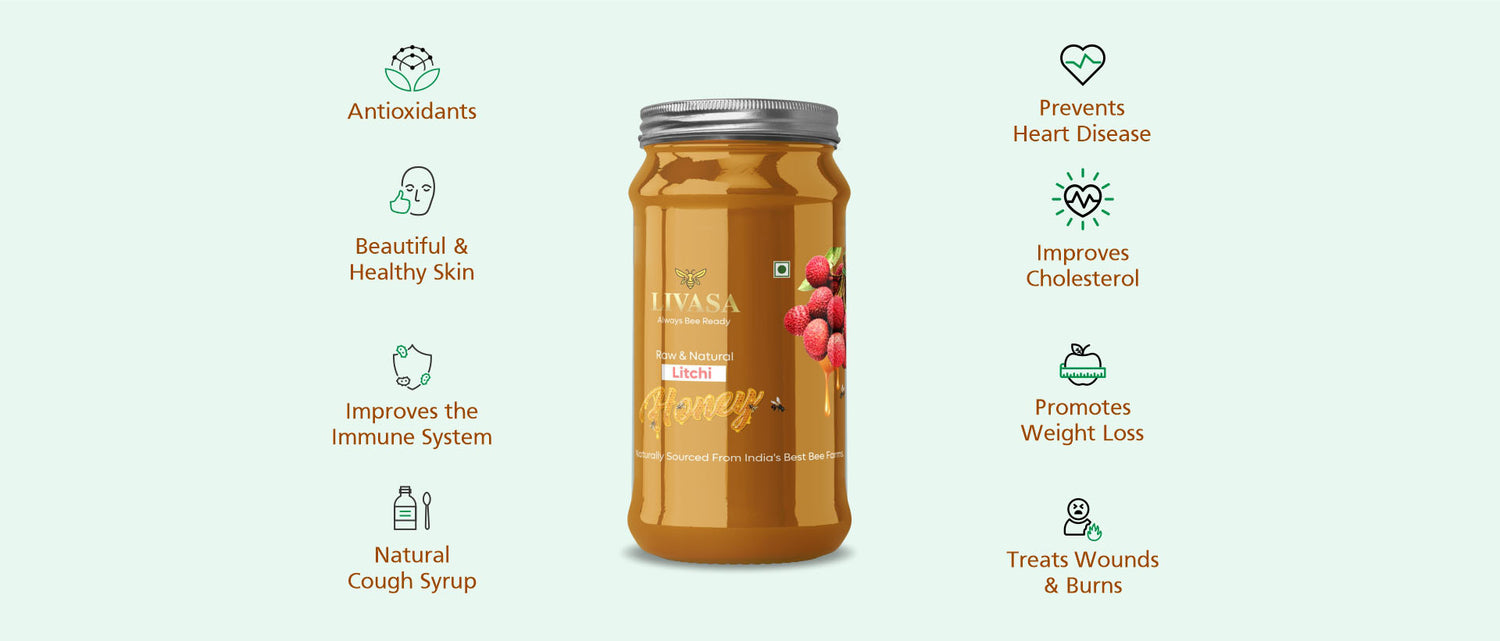 Antioxidants
Beautiful &
Healthy Skin
Improves the
Immune System
Natural
Cough Syrup
LIVASA
Always Bee Ready
Raw & Natural
Litchi
Honey
Naturally Sourced From India's Best Bee Farms
Prevents
Heart Disease
Improves
Cholesterol
Promotes
Weight Loss
Treats Wounds
& Burns